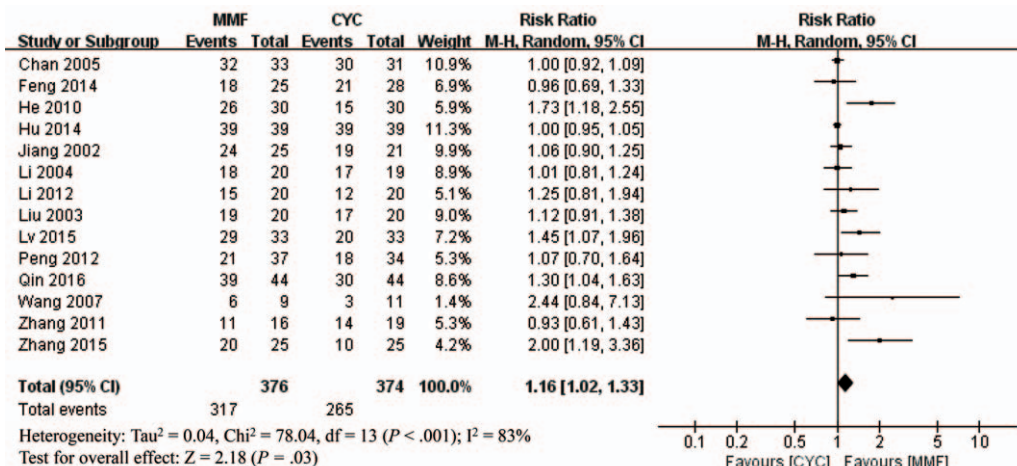 MMF CYC Risk Ratio Risk Ratio
Study or Subgroup Events Total Events Total Weight M-H, Random, 95% CI M-H, Random, 95% CI
Chan 2005 32 33 30 31 10.9% 1.00 [0.92, 1.09]
Feng 2014 18 25 21 28 6.9% 0.96 [0.69, 1.33]
He 2010 26 30 15 30 5.9% 1.73 [1.18, 2.55]
Hu 2014 39 39 39 39 11.3% 1.00 [0.95, 1.05]
Jiang 2002 24 25 19 21 9.9% 1.06 [0.90, 1.25]
Li 2004 18 20 17 19 8.9% 1.01 [0.81, 1.24]
Li 2012 15 20 12 20 5.1% 1.25 [0.81, 1.94]
Liu 2003 19 20 17 20 9.0% 1.12 [0.91, 1.38]
Lv 2015 29 33 20 33 7.2% 1.45 [1.07, 1.96]
Peng 2012 21 37 18 34 5.3% 1.07 [0.70, 1.64]
Qin 2016 39 44 30 44 8.6% 1.30 [1.04, 1.63]
Wang 2007 6 9 3 11 1.4% 2.44 [0.84, 7.13]
Zhang 2011 11 16 14 19 5.3% 0.93 [0.61, 1.43]
Zhang 2015 20 25 10 25 4.2% 2.00 [1.19, 3.36]
Total (95% CI) 376 374 100.0% 1.16 [1.02, 1.33]
Total events 317 265
Heterogeneity: Tau² = 0.04, Chi² = 78.04, df = 13 (P < .001); I² = 83%
Test for overall effect: Z = 2.18 (P = .03)
0.1 0.2 0.5 1 2 5 10
Favours [CYC] Favours [MMF]